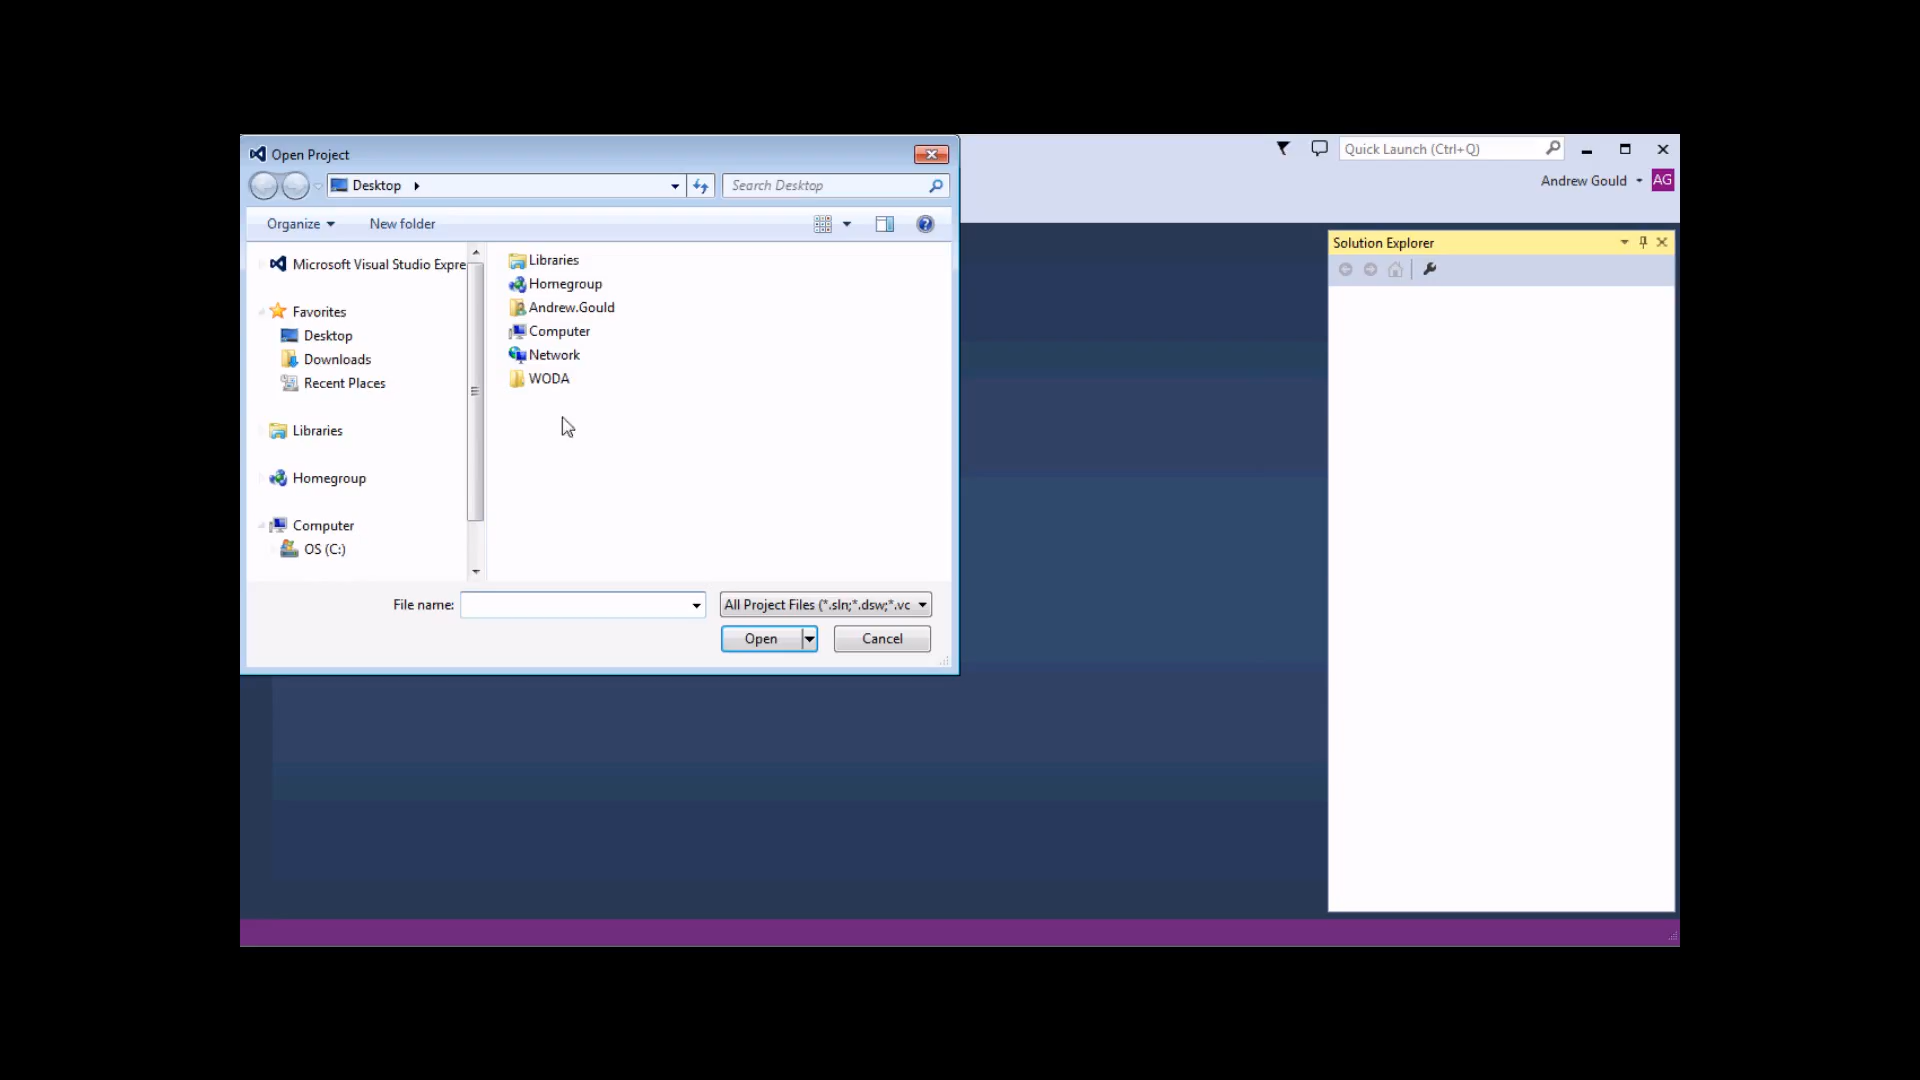 Open Project
Quick Launch (Ctrl+Q)
Andrew Gould
AG
Desktop
Search Desktop
Organize
New folder
Solution Explorer
Microsoft Visual Studio Expre
Favorites
Desktop
Downloads
Recent Places
Libraries
Homegroup
Computer
OS (C:)
Libraries
Homegroup
Andrew.Gould
Computer
Network
WODA
File name:
All Project Files (*.sln;*.dsw;*.vc
Open
Cancel